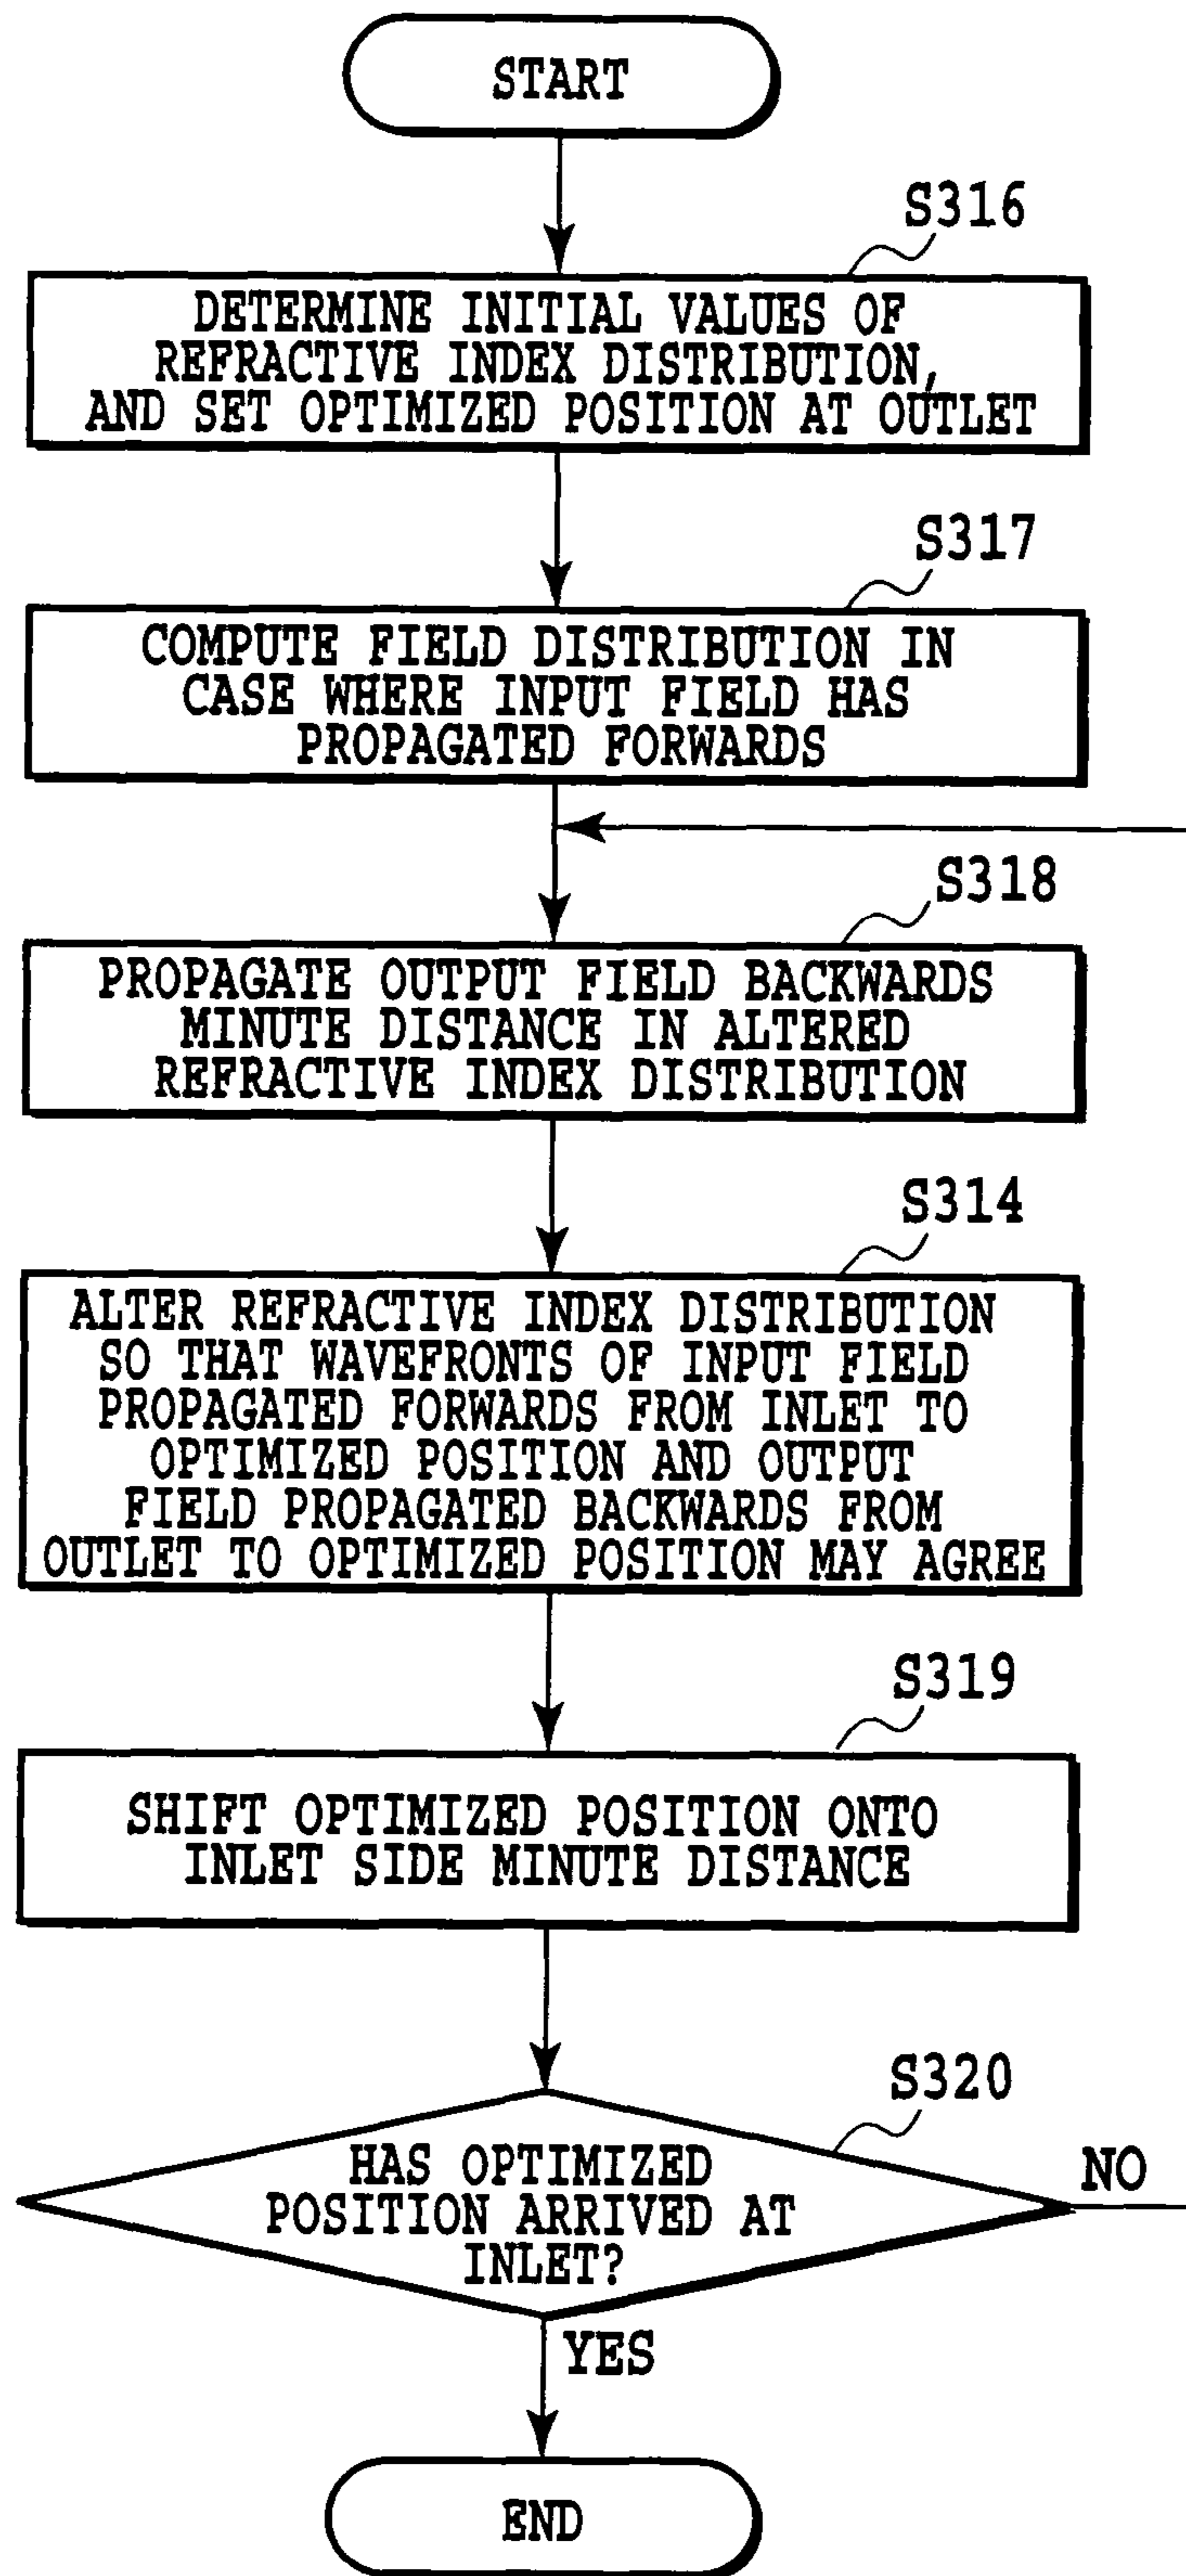 START
S316
DETERMINE INITIAL VALUES OF
REFRACTIVE INDEX DISTRIBUTION,
AND SET OPTIMIZED POSITION AT OUTLET
S317
COMPUTE FIELD DISTRIBUTION IN
CASE WHERE INPUT FIELD HAS
PROPAGATED FORWARDS
S318
PROPAGATE OUTPUT FIELD BACKWARDS
MINUTE DISTANCE IN ALTERED
REFRACTIVE INDEX DISTRIBUTION
S314
ALTER REFRACTIVE INDEX DISTRIBUTION
SO THAT WAVEFRONTS OF INPUT FIELD
PROPAGATED FORWARDS FROM INLET TO
OPTIMIZED POSITION AND OUTPUT
FIELD PROPAGATED BACKWARDS FROM
OUTLET TO OPTIMIZED POSITION MAY AGREE
S319
SHIFT OPTIMIZED POSITION ONTO
INLET SIDE MINUTE DISTANCE
S320
HAS OPTIMIZED
POSITION ARRIVED AT
INLET?
NO
YES
END